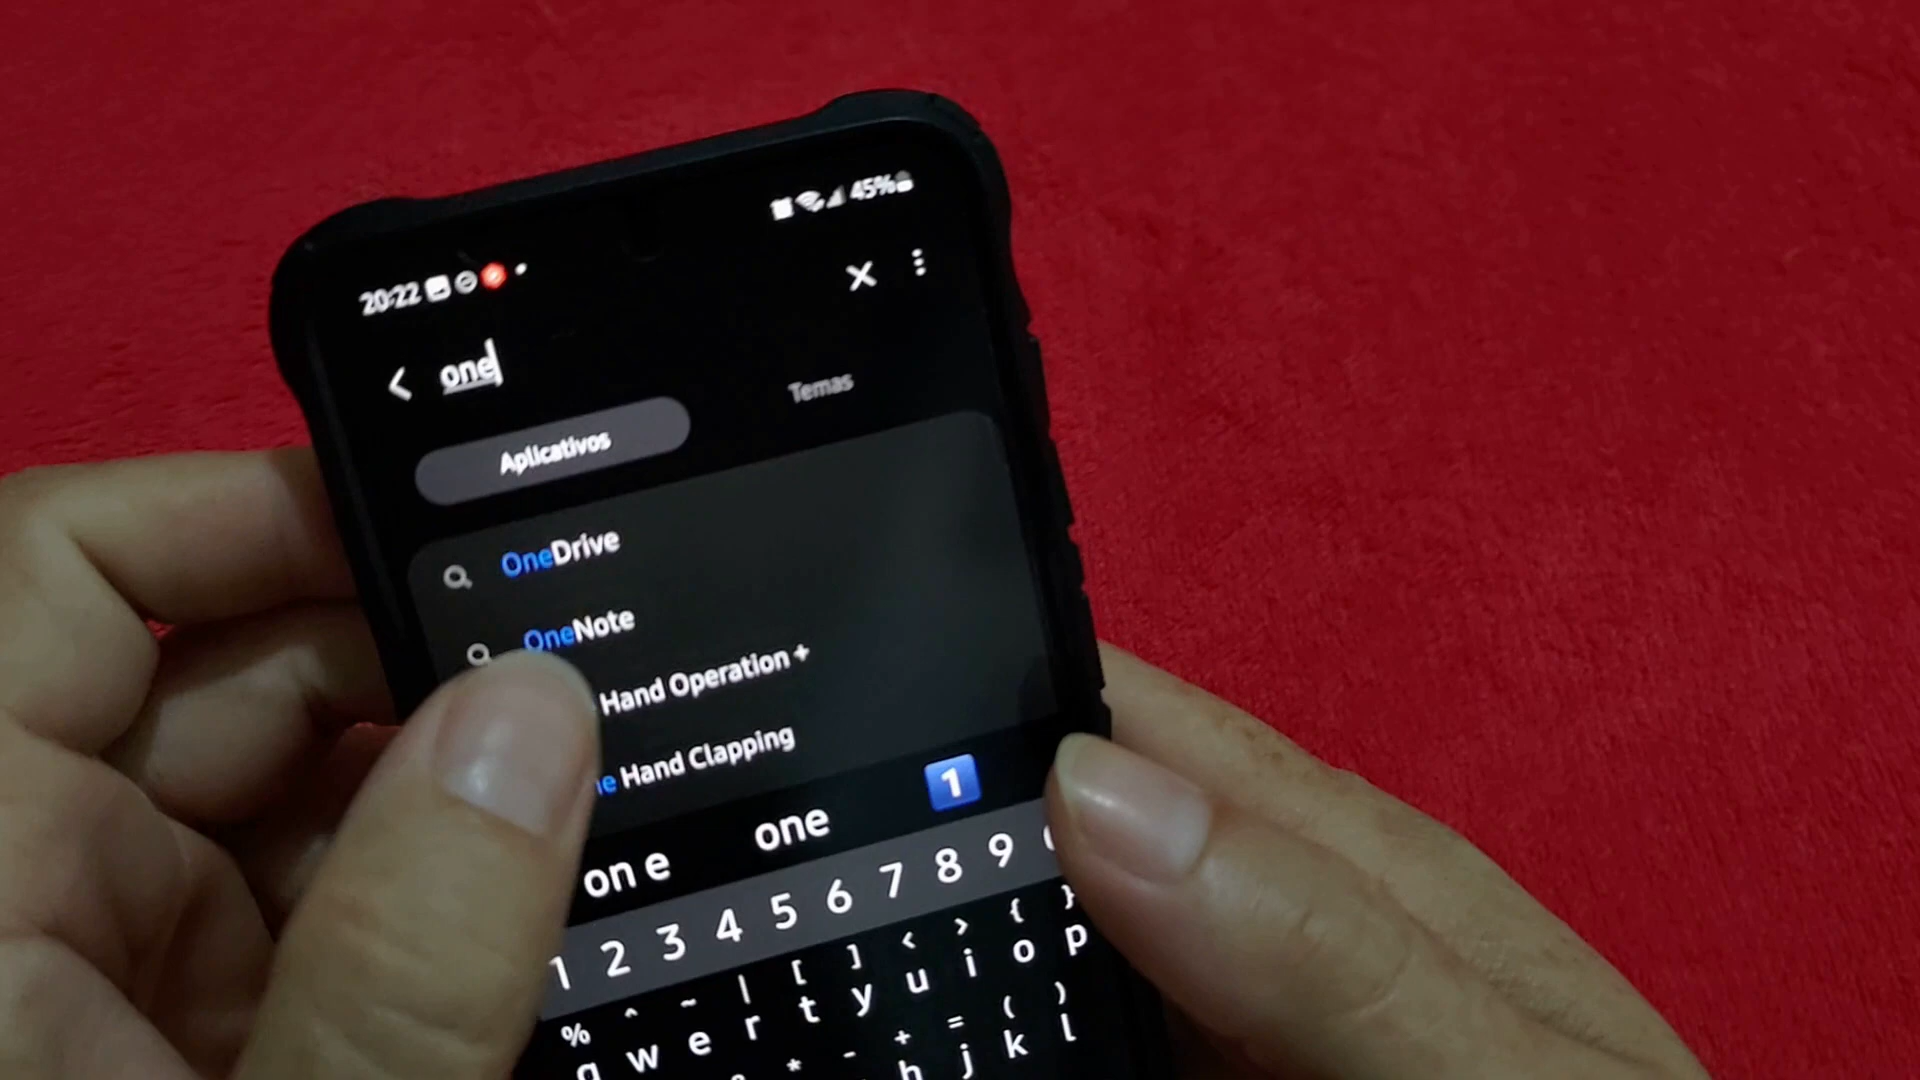 20:22 45%
one
Aplicativos Temas
OneDrive
OneNote
Hand Operation +
Hand Clapping
on e one 1
1 2 3 4 5 6 7 8 9
% ^ ~ | [ ] < > { }
q w e r t y u i o p
* - + = ( )
h j k l